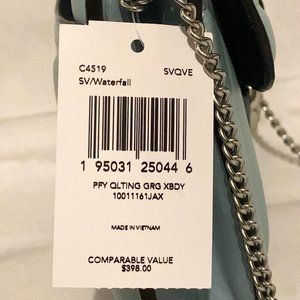 C4519 SVQVE
SV/Waterfall
1 95031 25044 6
PFY QLTING GRG XBDY
10011161JAX
MADE IN VIETNAM
COMPARABLE VALUE
$398.00